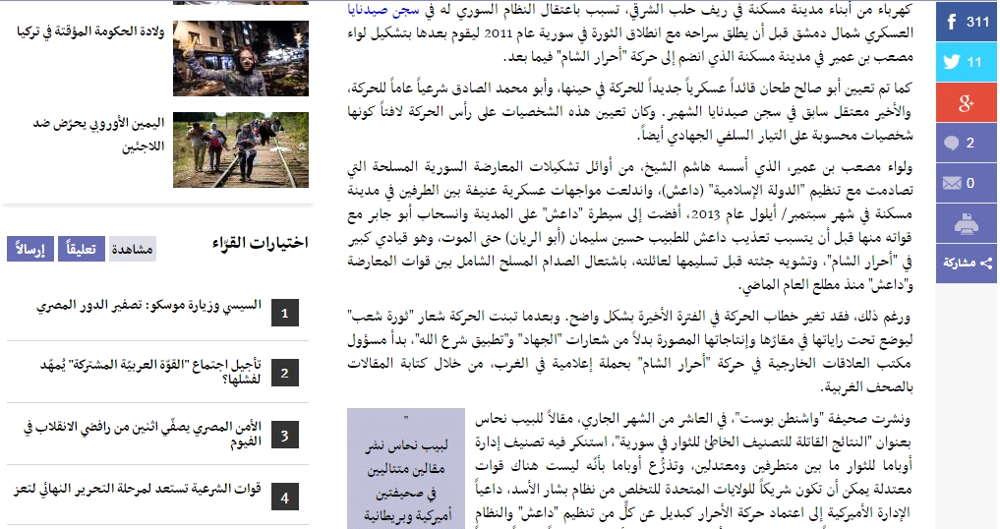 كهرباء من أبناء مدينة مسكنة في ريف حلب الشرقي، تسبب باعتقال النظام السوري له في سجن صيدنايا
العسكري شمال دمشق قبل أن يطلق سراحه مع انطلاق الثورة في سورية عام 2011 ليقوم بعدها بتشكيل لواء
مصعب بن عمير في مدينة مسكنة الذي انضم إلى حركة "أحرار الشام" فيما بعد.
كما تم تعيين أبو صالح طحان قائداً عسكرياً جديداً للحركة في حينها، وأبو محمد الصادق شرعياً عاماً للحركة،
والأخير معتقل سابق في سجن صيدنايا الشهير. وكان تعيين هذه الشخصيات على رأس الحركة لافتاً كونها
شخصيات محسوبة على التيار السلفي الجهادي أيضاً.
ولواء مصعب بن عمير، الذي أسسه هاشم الشيخ، من أوائل تشكيلات المعارضة السورية المسلحة التي
تصادمت مع تنظيم "الدولة الإسلامية" (داعش)، واندلعت مواجهات عسكرية عنيفة بين الطرفين في مدينة
مسكنة في شهر سبتمبر/ أيلول عام 2013، أفضت إلى سيطرة "داعش" على المدينة وانسحاب أبو جابر مع
قواته منها قبل أن يتسبب تعذيب داعش للطبيب حسين سليمان (أبو الريان) حتى الموت، وهو قيادي كبير
في "أحرار الشام"، وتشويه جثته قبل تسليمها لعائلته، باشتعال الصدام المسلح الشامل بين قوات المعارضة
و"داعش" منذ مطلع العام الماضي.
ورغم ذلك، فقد تغير خطاب الحركة في الفترة الأخيرة بشكل واضح. وبعدما تبنت الحركة شعار "ثورة شعب"
ليوضع تحت راياتها في مقارّها وإنتاجاتها المصورة بدلاً من شعارات "الجهاد" و"تطبيق شرع الله"، بدأ مسؤول
مكتب العلاقات الخارجية في حركة "أحرار الشام" بحملة إعلامية في الغرب، من خلال كتابة المقالات
بالصحف الغربية.
ونشرت صحيفة "واشنطن بوست"، في العاشر من الشهر الجاري، مقالاً للبيب نحاس
بعنوان "النتائج القاتلة للتصنيف الخاطئ للثوار في سورية"، استنكر فيه تصنيف إدارة
أوباما للثوار ما بين متطرفين ومعتدلين، وتذرُّع أوباما بأنّه ليست هناك قوات
معتدلة يمكن أن تكون شريكاً للولايات المتحدة للتخلص من نظام بشار الأسد، داعياً
الإدارة الأميركية إلى اعتماد حركة الأحرار كبديل عن كلٍّ من تنظيم "داعش" والنظام
"
لبيب نحاس نشر
مقالين متتاليين
في صحيفتين
أميركية وبريطانية
311
11
g+
2
0
مشاركة
ولادة الحكومة المؤقتة في تركيا
اليمين الأوروبي يحرّض ضد
اللاجئين
اختيارات القرّاء
مشاهدة
تعليقاً
إرسالاً
1
السيسي وزيارة موسكو: تصفير الدور المصري
2
تأجيل اجتماع "القوّة العربيّة المشتركة" يُمهّد
لفشلها؟
3
الأمن المصري يصفّي اثنين من رافضي الانقلاب في
الفيوم
4
قوات الشرعية تستعد لمرحلة التحرير النهائي لتعز